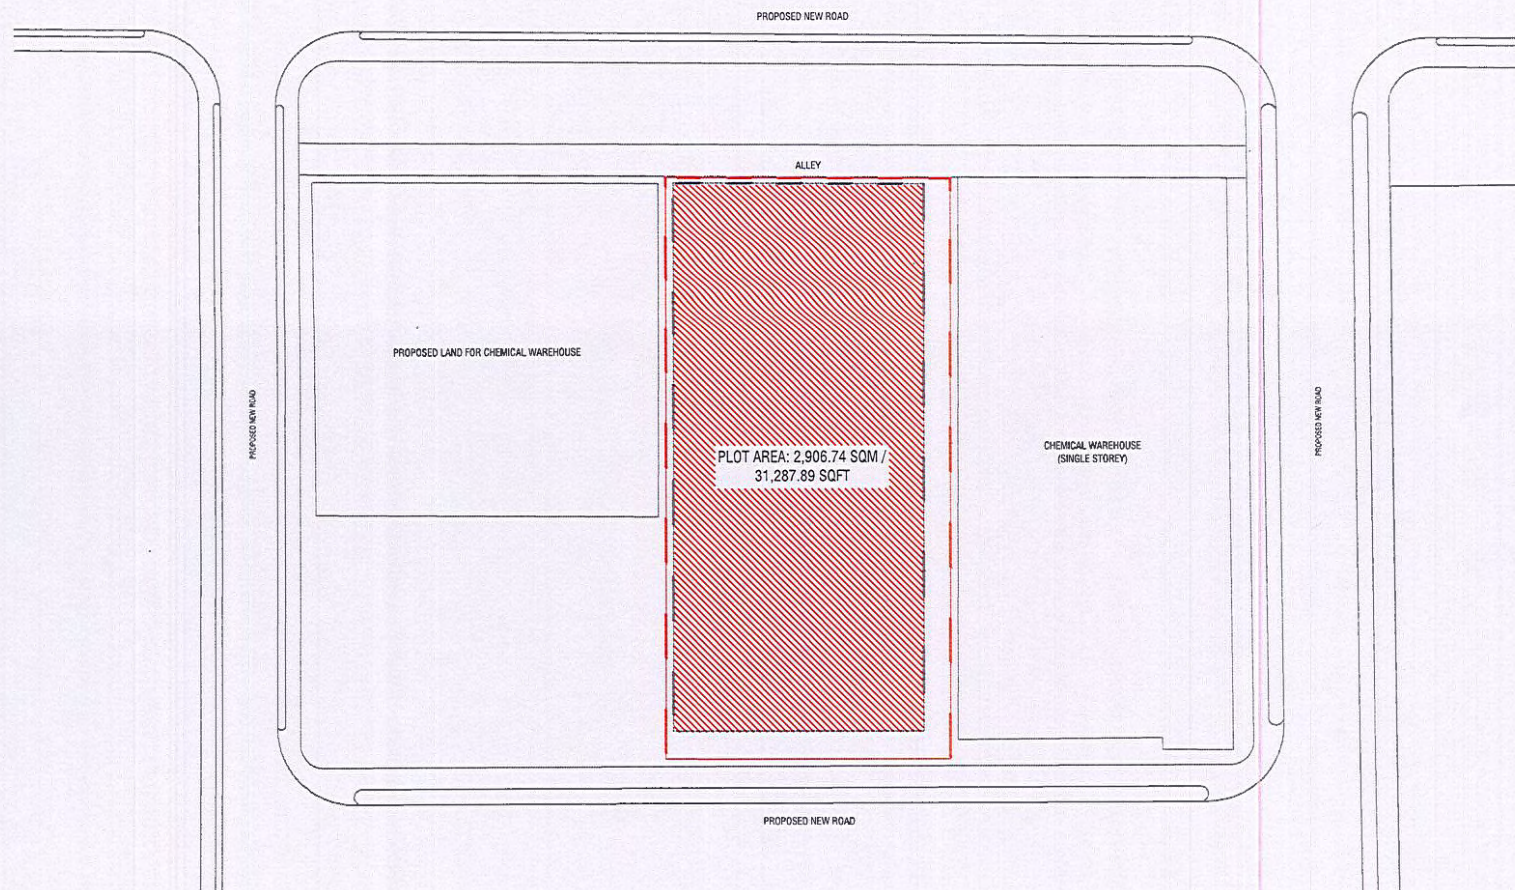 PROPOSED NEW ROAD
ALLEY
PROPOSED LAND FOR CHEMICAL WAREHOUSE
PROPOSED NEW ROAD
PLOT AREA: 2,906.74 SQM /
31,287.89 SQFT
CHEMICAL WAREHOUSE
(SINGLE STOREY)
PROPOSED NEW ROAD
PROPOSED NEW ROAD